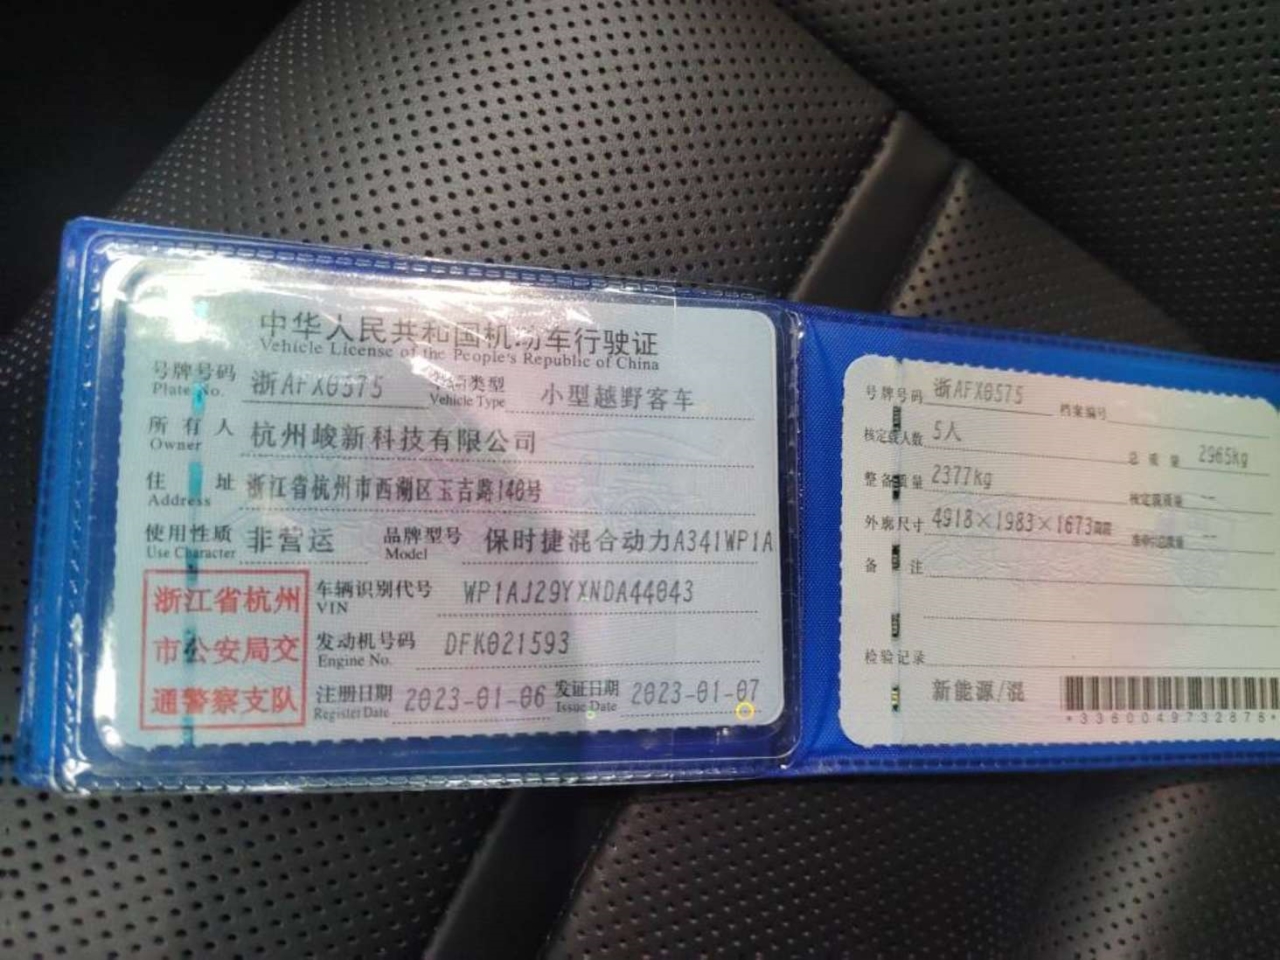 中华人民共和国机动车行驶证
Vehicle License of the People's Republic of China
号牌号码 浙AFX0575 类型 小型越野客车
Plate No. Vehicle Type
所有人 杭州峻新科技有限公司
Owner
住址 浙江省杭州市西湖区玉古路140号
Address
使用性质 非营运 品牌型号 保时捷混合动力A341WP1A
Use Character Model
浙江省杭州
市公安局交
通警察支队
车辆识别代号 WP1AJ29YXNDA44043
VIN
发动机号码 DFK021593
Engine No.
注册日期 2023-01-06 发证日期 2023-01-07
Register Date Issue Date
号牌号码 浙AFX0575 档案编号
核定载人数 5人 总质量 2965kg
整备质量 2377kg 核定载质量 --
外廓尺寸 4918×1983×1673 --
备注
检验记录
新能源/混
*3360049732878*